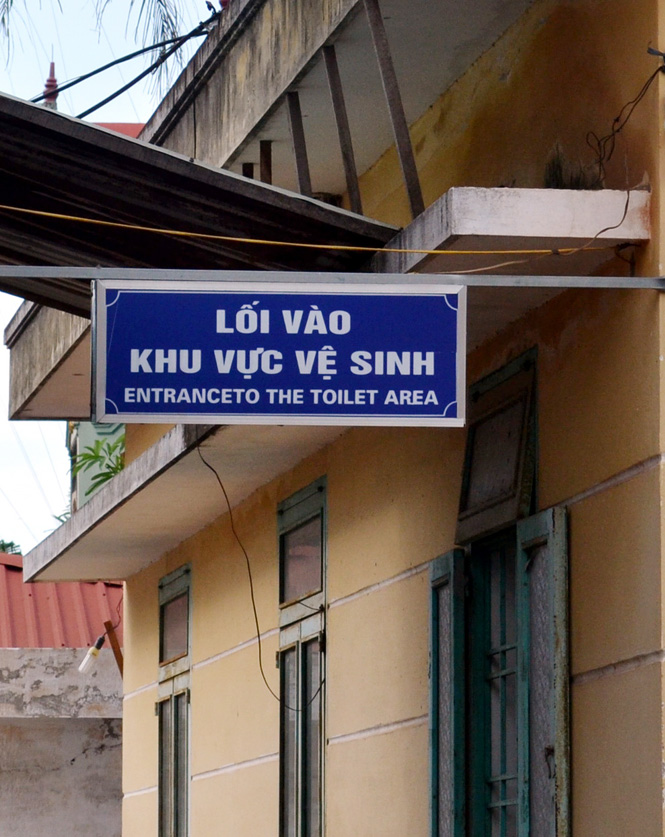 LỐI VÀO
KHU VỰC VỆ SINH
ENTRANCETO THE TOILET AREA